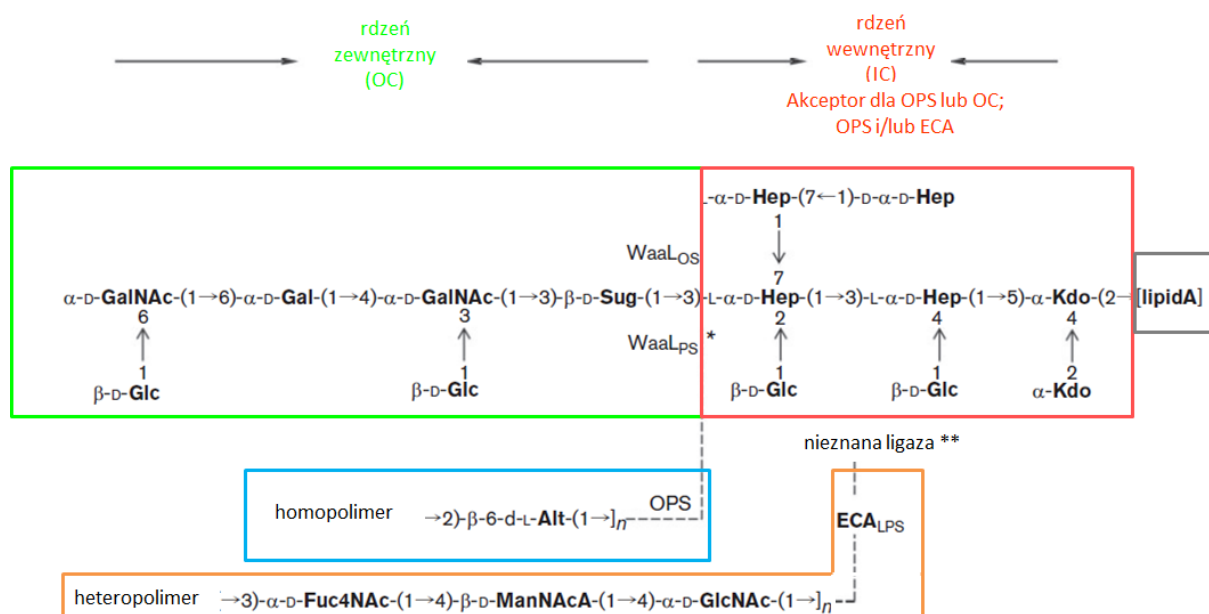 rdzeń
zewnętrzny
(OC)
rdzeń
wewnętrzny
(IC)
Akceptor dla OPS lub OC;
OPS i/lub ECA
L-α-D-Hep-(7←1)-D-α-D-Hep
1
WaaLOS
7
α-D-GalNAc-(1→6)-α-D-Gal-(1→4)-α-D-GalNAc-(1→3)-β-D-Sug-(1→3)-L-α-D-Hep-(1→3)-L-α-D-Hep-(1→5)-α-Kdo-(2→[lipidA]
6 3 2 4 4
WaaLPS *
1 1 1 1 2
β-D-Glc β-D-Glc β-D-Glc β-D-Glc α-Kdo
nieznana ligaza **
homopolimer →2)-β-6-d-L-Alt-(1→]n OPS
ECALPS
heteropolimer →3)-α-D-Fuc4NAc-(1→4)-β-D-ManNAcA-(1→4)-α-D-GlcNAc-(1→]n